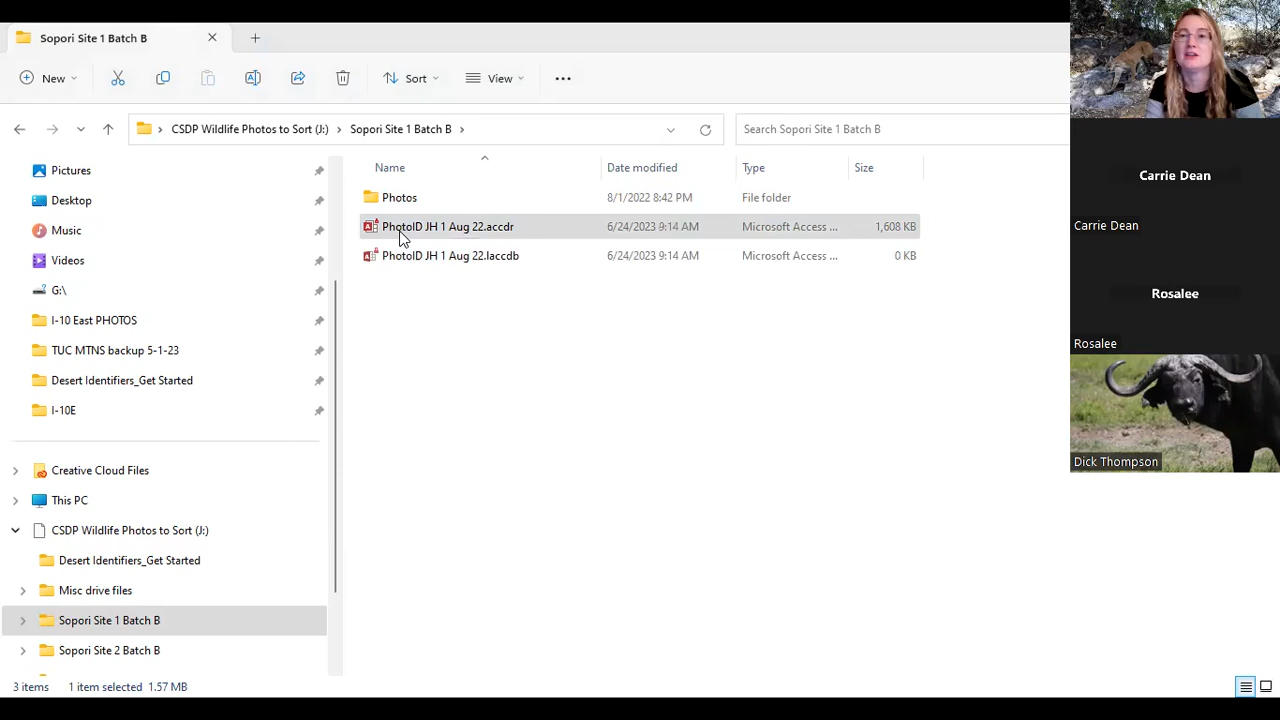 Sopori Site 1 Batch B
New
Sort
View
CSDP Wildlife Photos to Sort (J:)
Sopori Site 1 Batch B
Search Sopori Site 1 Batch B
Name
Date modified
Type
Size
Photos
8/1/2022 8:42 PM
File folder
PhotoID JH 1 Aug 22.accdr
6/24/2023 9:14 AM
Microsoft Access ...
1,608 KB
PhotoID JH 1 Aug 22.laccdb
6/24/2023 9:14 AM
Microsoft Access ...
0 KB
Pictures
Desktop
Music
Videos
G:\
I-10 East PHOTOS
TUC MTNS backup 5-1-23
Desert Identifiers_Get Started
I-10E
Creative Cloud Files
This PC
CSDP Wildlife Photos to Sort (J:)
Desert Identifiers_Get Started
Misc drive files
Sopori Site 1 Batch B
Sopori Site 2 Batch B
3 items
1 item selected 1.57 MB
Carrie Dean
Carrie Dean
Rosalee
Rosalee
Dick Thompson